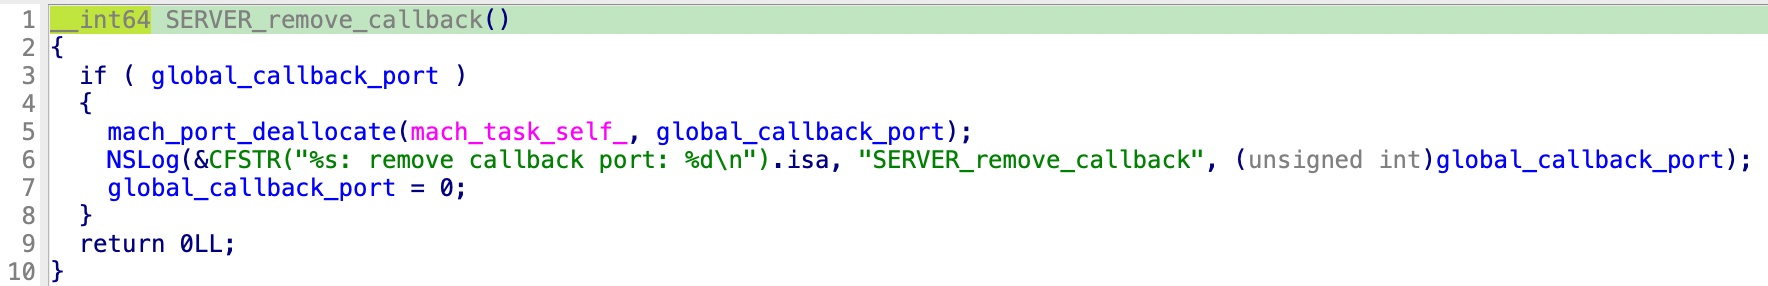 1 __int64 SERVER_remove_callback()
2 {
3   if ( global_callback_port )
4   {
5     mach_port_deallocate(mach_task_self_, global_callback_port);
6     NSLog(&CFSTR("%s: remove callback port: %d\n").isa, "SERVER_remove_callback", (unsigned int)global_callback_port);
7     global_callback_port = 0;
8   }
9   return 0LL;
10 }